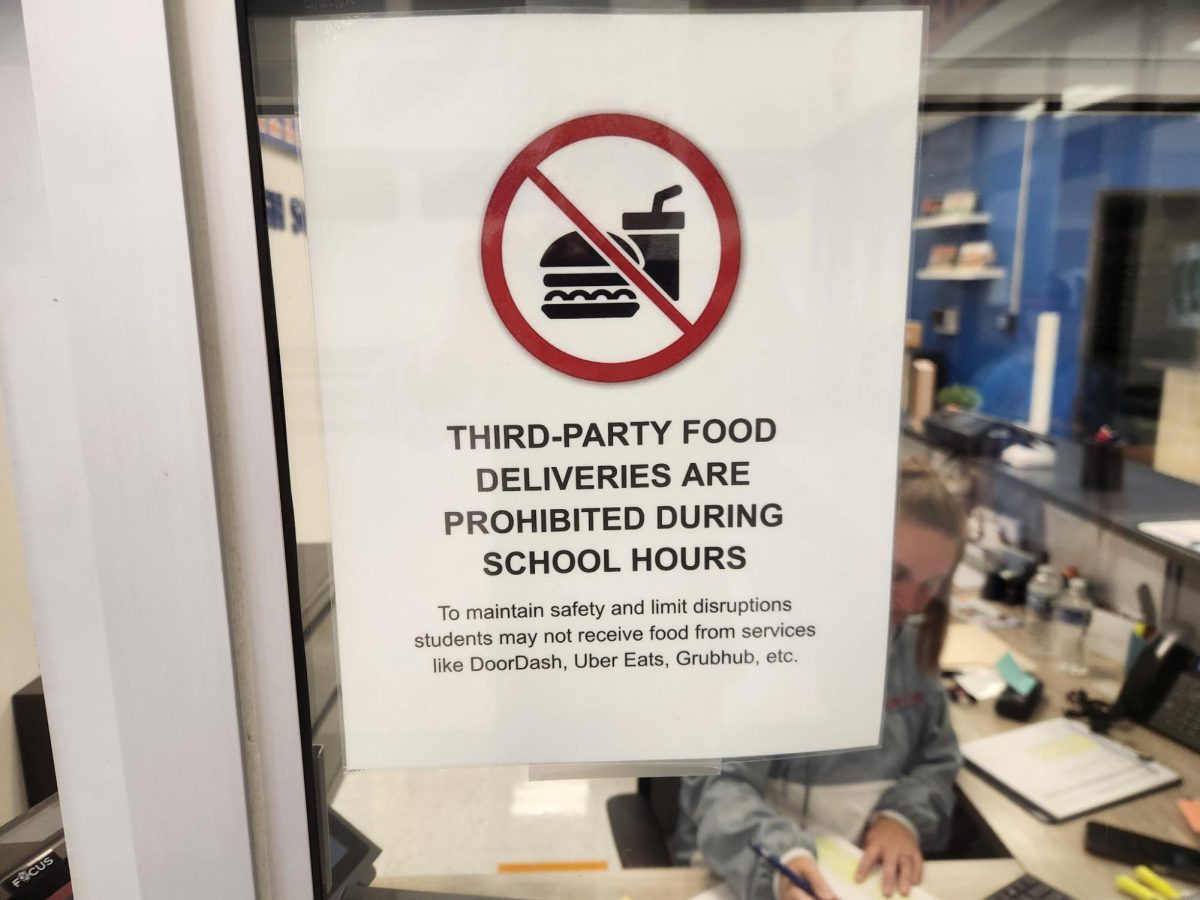 THIRD-PARTY FOOD
DELIVERIES ARE
PROHIBITED DURING
SCHOOL HOURS
To maintain safety and limit disruptions
students may not receive food from services
like DoorDash, Uber Eats, Grubhub, etc.
FOCUS